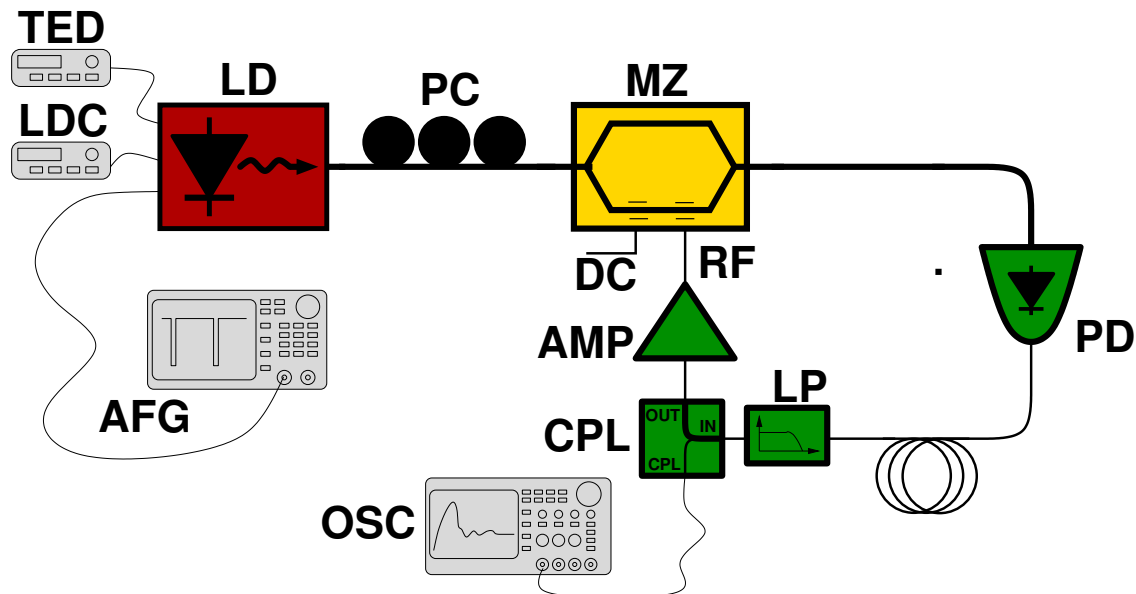 TED
LD
PC
MZ
LDC
DC
RF
AMP
PD
LP
AFG
CPL
OUT
IN
CPL
OSC